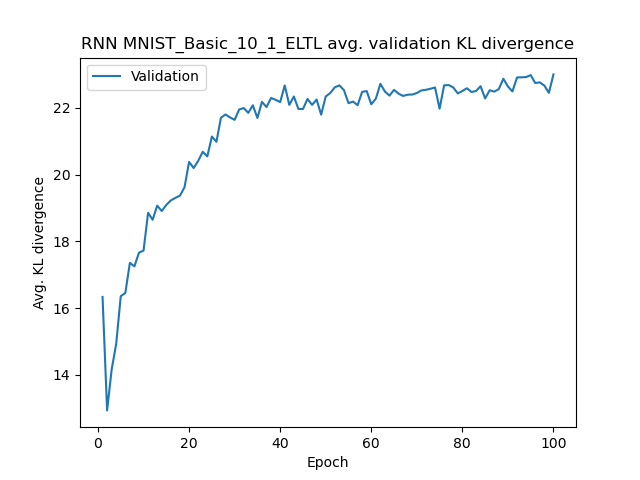 RNN MNIST_Basic_10_1_ELTL avg. validation KL divergence
Validation
22
20
18
16
14
Avg. KL divergence
0 20 40 60 80 100
Epoch